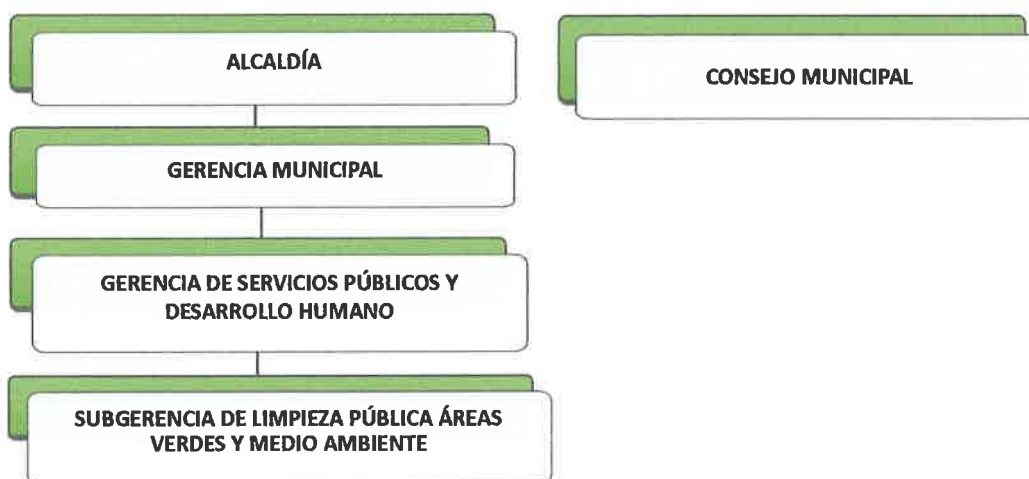 ALCALDÍA
CONSEJO MUNICIPAL
GERENCIA MUNICIPAL
GERENCIA DE SERVICIOS PÚBLICOS Y
DESARROLLO HUMANO
SUBGERENCIA DE LIMPIEZA PÚBLICA ÁREAS
VERDES Y MEDIO AMBIENTE